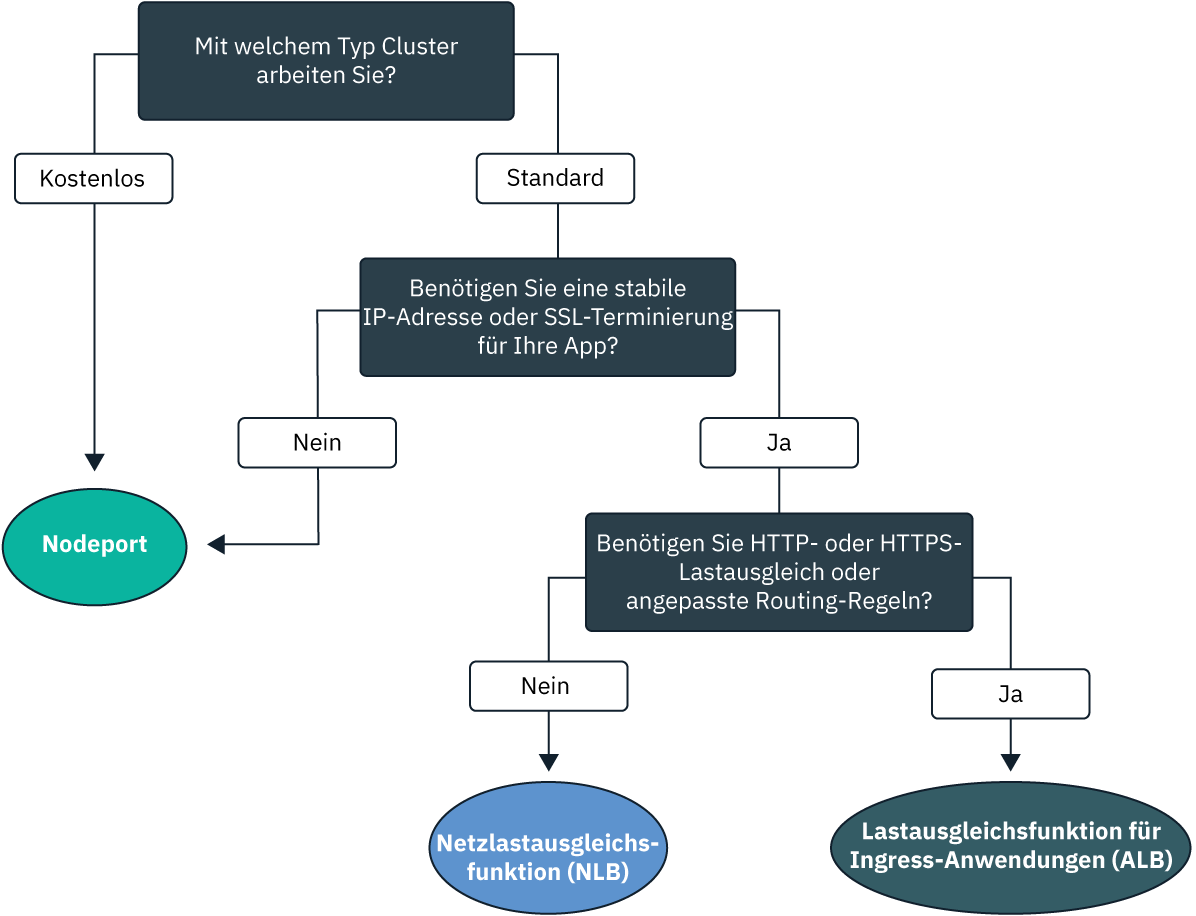 Mit welchem Typ Cluster
arbeiten Sie?
Kostenlos
Standard
Benötigen Sie eine stabile
IP-Adresse oder SSL-Terminierung
für Ihre App?
Nein
Ja
Nodeport
Benötigen Sie HTTP- oder HTTPS-
Lastausgleich oder
angepasste Routing-Regeln?
Nein
Ja
Netzlastausgleichs-
funktion (NLB)
Lastausgleichsfunktion für
Ingress-Anwendungen (ALB)